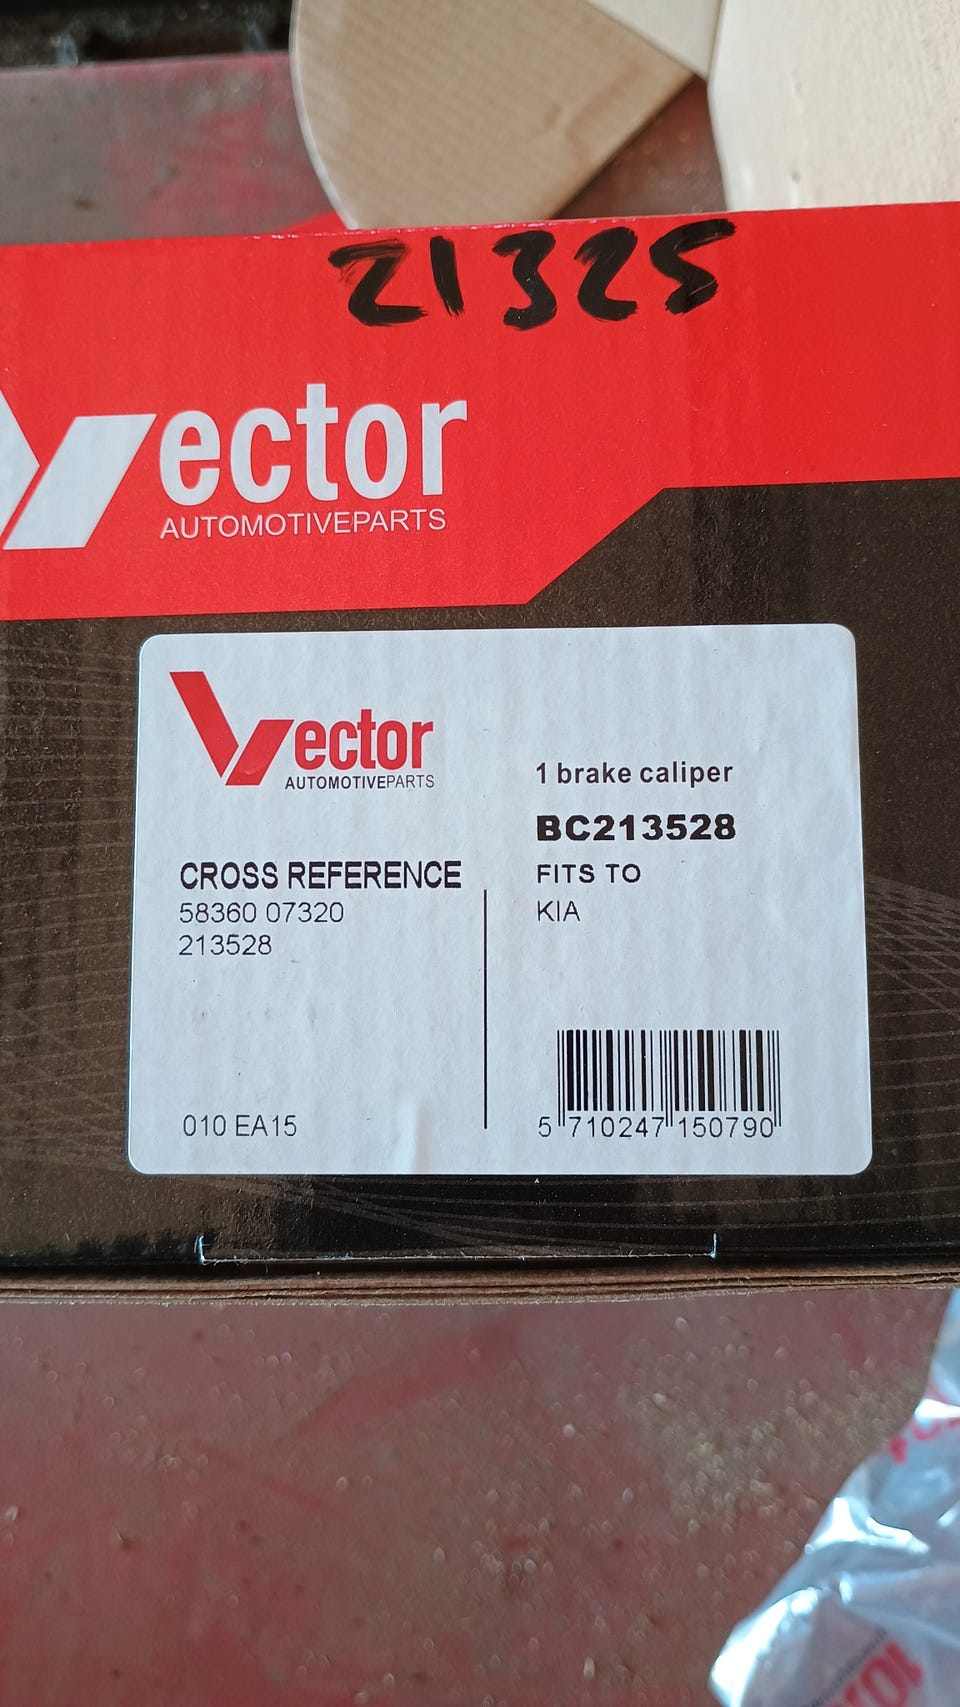 21325
Vector
AUTOMOTIVEPARTS
Vector
AUTOMOTIVEPARTS
1 brake caliper
BC213528
CROSS REFERENCE
FITS TO
58360 07320
KIA
213528
010 EA15
5 710247 150790